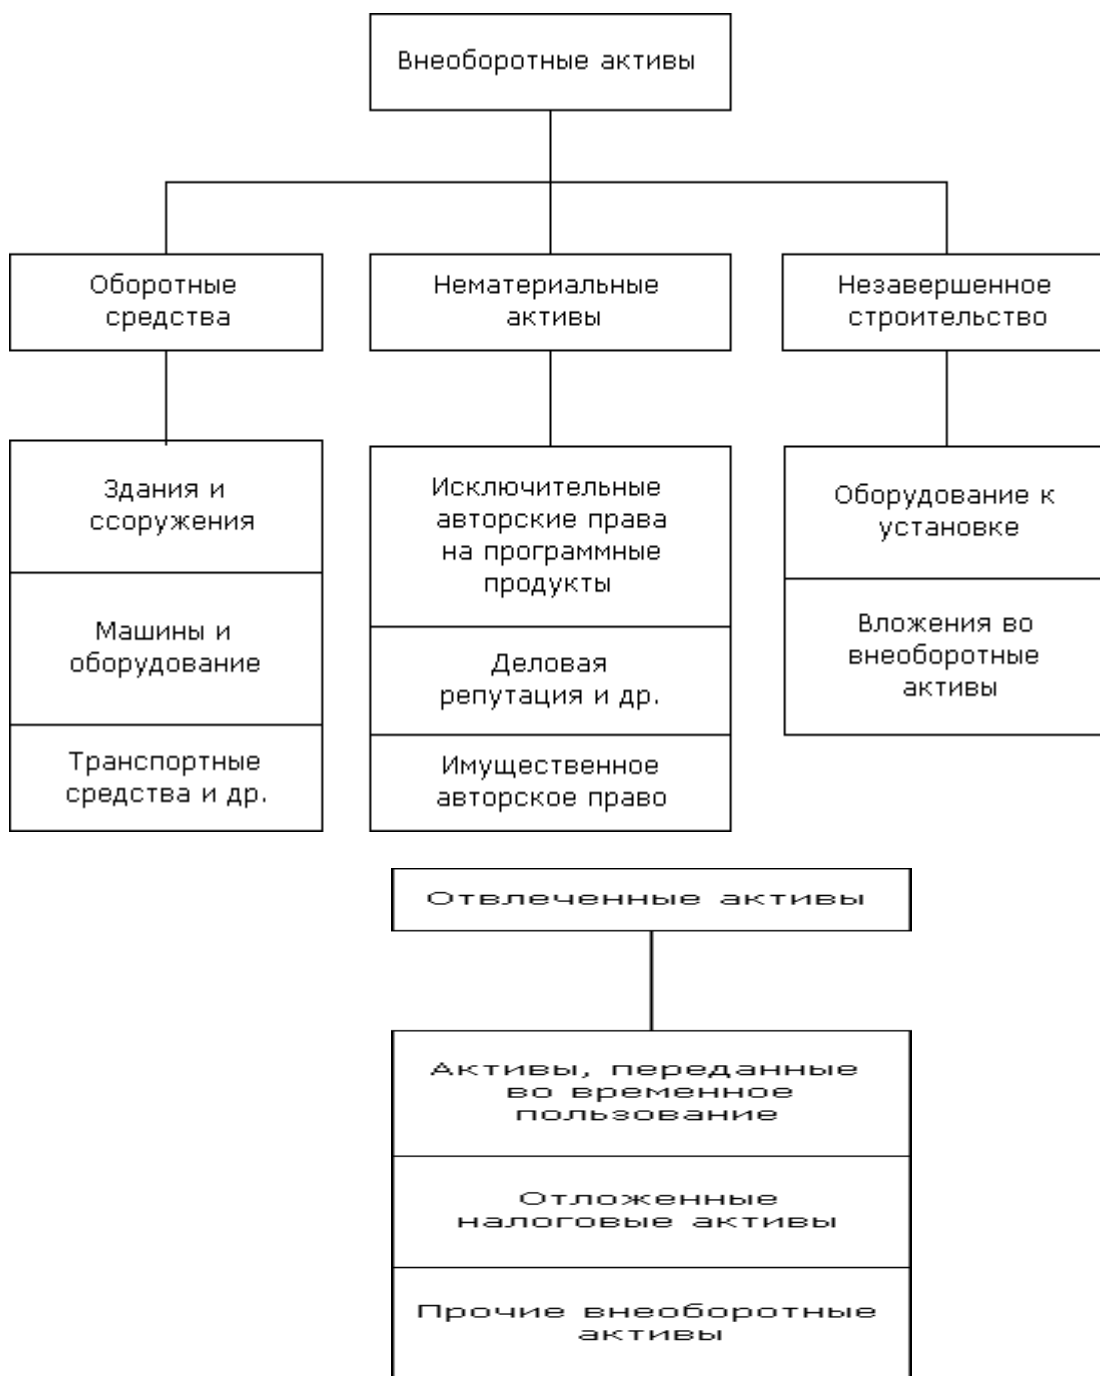 Внеоборотные активы
Оборотные
средства
Нематериальные
активы
Незавершенное
строительство
Здания и
ссоружения
Машины и
оборудование
Транспортные
средства и др.
Исключительные
авторские права
на программные
продукты
Деловая
репутация и др.
Имущественное
авторское право
Оборудование к
установке
Вложения во
внеоборотные
активы
Отвлеченные активы
Активы, переданные
во временное
пользование
Отложенные
налоговые активы
Прочие внеоборотные
активы